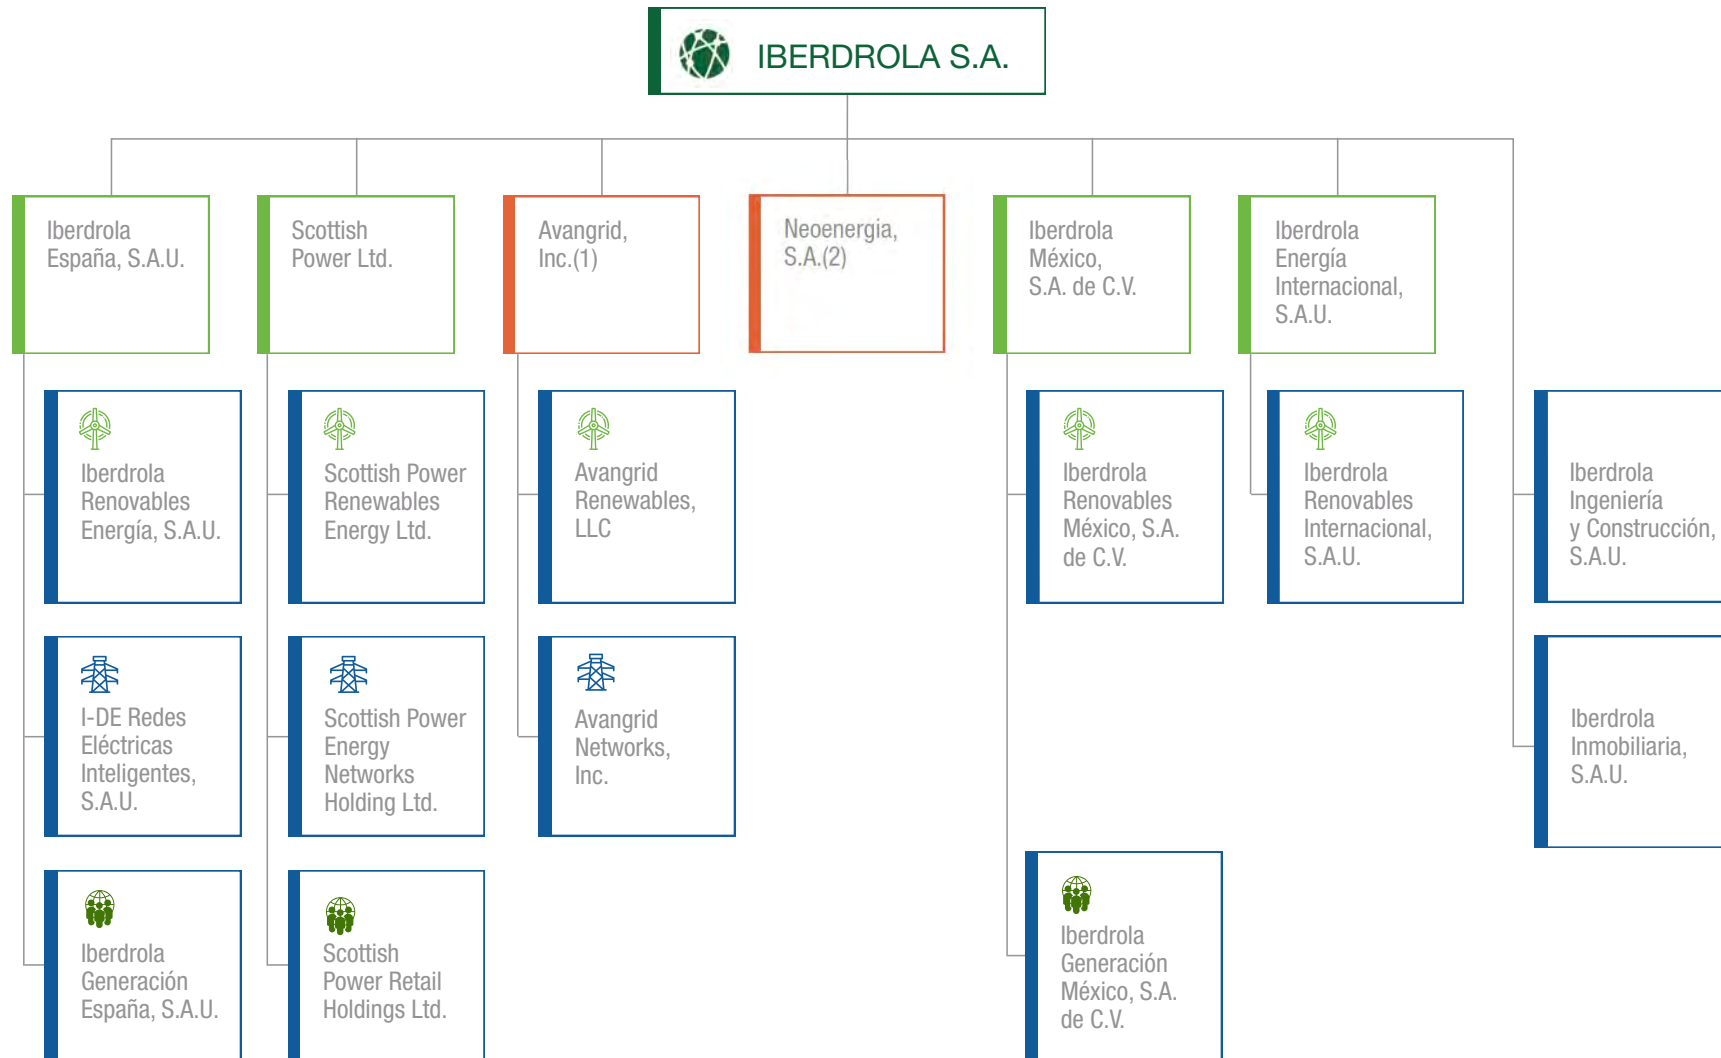 IBERDROLA S.A.
Iberdrola
España, S.A.U.
Scottish
Power Ltd.
Avangrid,
Inc.(1)
Neoenergia,
S.A.(2)
Iberdrola
México,
S.A. de C.V.
Iberdrola
Energía
Internacional,
S.A.U.
Iberdrola
Renovables
Energía, S.A.U.
Scottish Power
Renewables
Energy Ltd.
Avangrid
Renewables,
LLC
Iberdrola
Renovables
México, S.A.
de C.V.
Iberdrola
Renovables
Internacional,
S.A.U.
Iberdrola
Ingeniería
y Construcción,
S.A.U.
I-DE Redes
Eléctricas
Inteligentes,
S.A.U.
Scottish Power
Energy
Networks
Holding Ltd.
Avangrid
Networks,
Inc.
Iberdrola
Inmobiliaria,
S.A.U.
Iberdrola
Generación
España, S.A.U.
Scottish
Power Retail
Holdings Ltd.
Iberdrola
Generación
México, S.A.
de C.V.